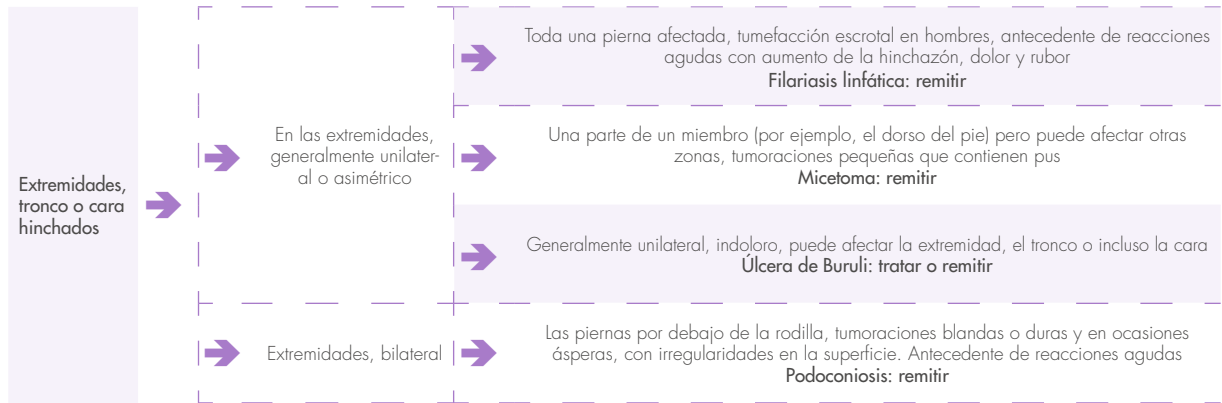 Extremidades,
tronco o cara
hinchados
En las extremidades,
generalmente unilater-
al o asimétrico
Toda una pierna afectada, tumefacción escrotal en hombres, antecedente de reacciones
agudas con aumento de la hinchazón, dolor y rubor
Filariasis linfática: remitir
Una parte de un miembro (por ejemplo, el dorso del pie) pero puede afectar otras
zonas, tumoraciones pequeñas que contienen pus
Micetoma: remitir
Generalmente unilateral, indoloro, puede afectar la extremidad, el tronco o incluso la cara
Úlcera de Buruli: tratar o remitir
Extremidades, bilateral
Las piernas por debajo de la rodilla, tumoraciones blandas o duras y en ocasiones
ásperas, con irregularidades en la superficie. Antecedente de reacciones agudas
Podoconiosis: remitir